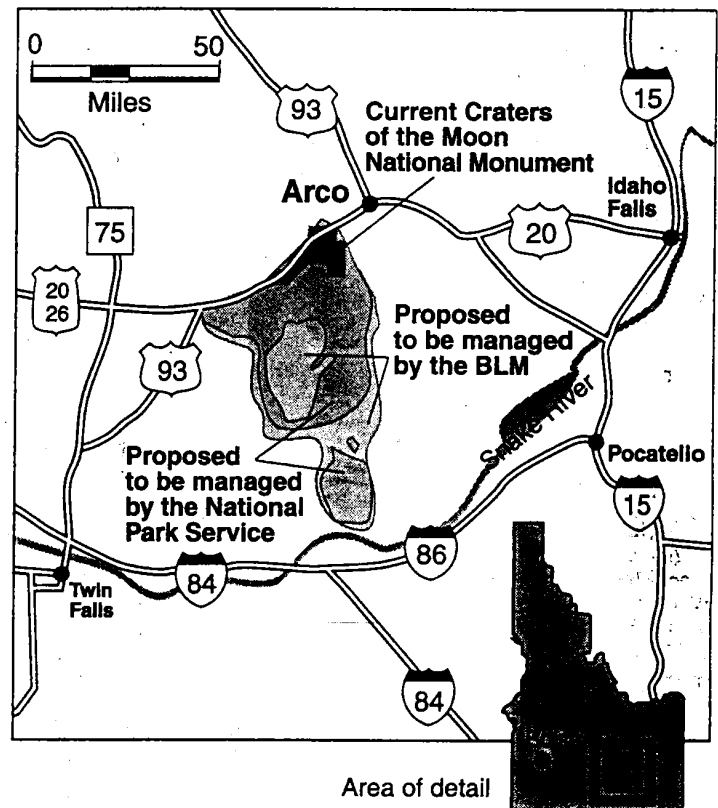 0 50
Miles
93
15
Current Craters
of the Moon
National Monument
Arco
Idaho
Falls
75
20
20
26
Proposed
to be managed
by the BLM
93
Snake River
Proposed
to be managed
by the National
Park Service
Pocatello
15
86
84
Twin
Falls
84
Area of detail